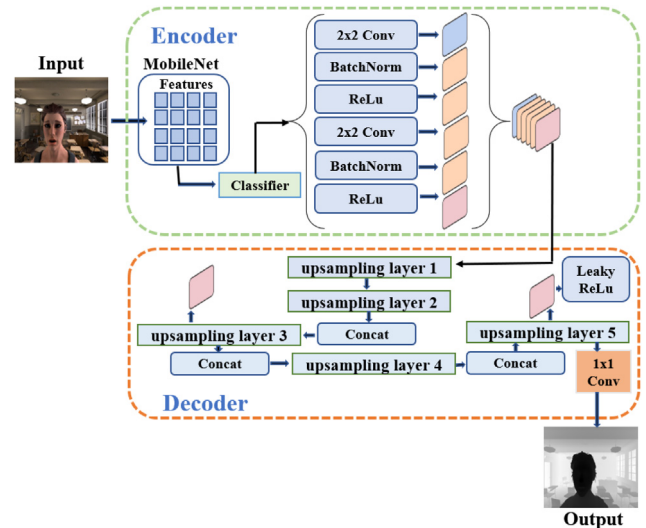 Encoder
Input
MobileNet
Features
Classifier
2x2 Conv
BatchNorm
ReLu
2x2 Conv
BatchNorm
ReLu
upsampling layer 1
upsampling layer 2
Concat
upsampling layer 3
Concat
upsampling layer 4
Concat
upsampling layer 5
Leaky
ReLu
1x1
Conv
Decoder
Output